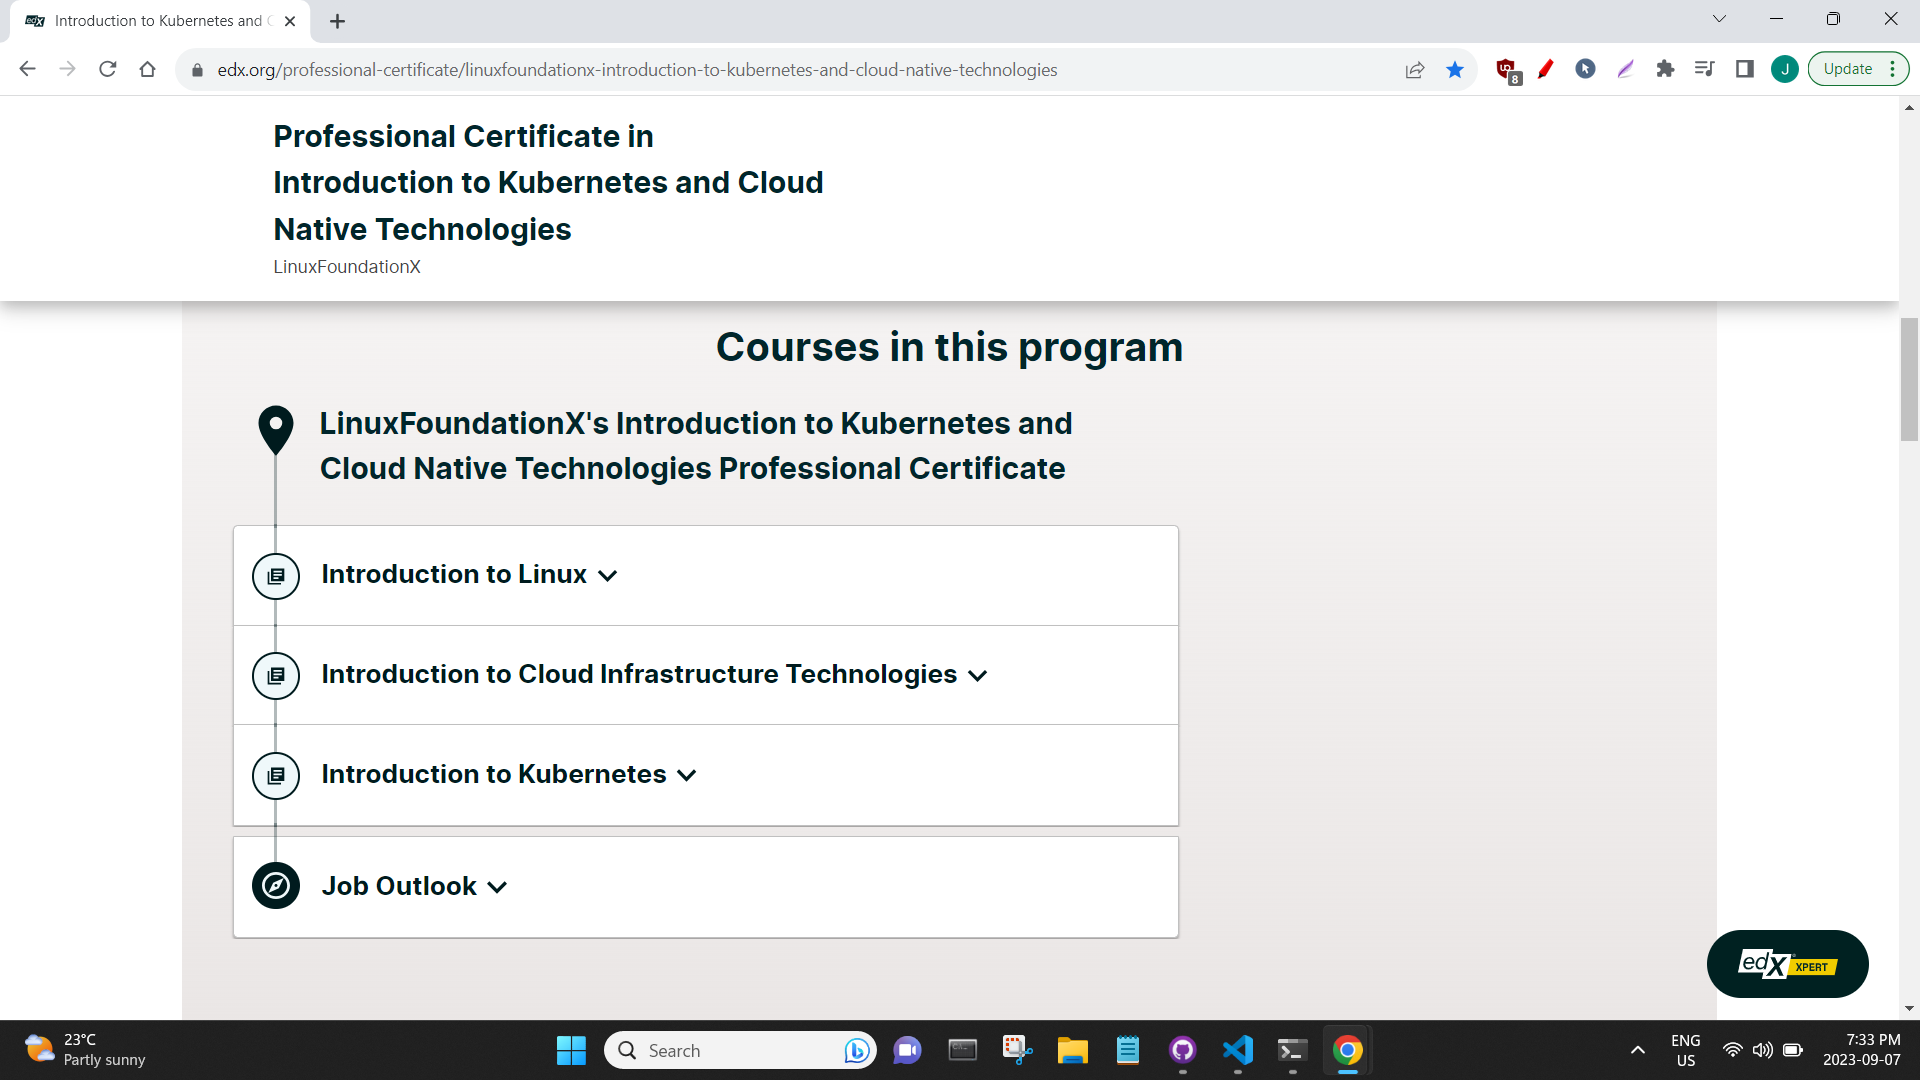 edX Introduction to Kubernetes and C
edx.org/professional-certificate/linuxfoundationx-introduction-to-kubernetes-and-cloud-native-technologies
8
J
Update
Professional Certificate in
Introduction to Kubernetes and Cloud
Native Technologies
LinuxFoundationX
Courses in this program
LinuxFoundationX's Introduction to Kubernetes and
Cloud Native Technologies Professional Certificate
Introduction to Linux
Introduction to Cloud Infrastructure Technologies
Introduction to Kubernetes
Job Outlook
edX XPERT
23°C
Partly sunny
Search
ENG
US
7:33 PM
2023-09-07